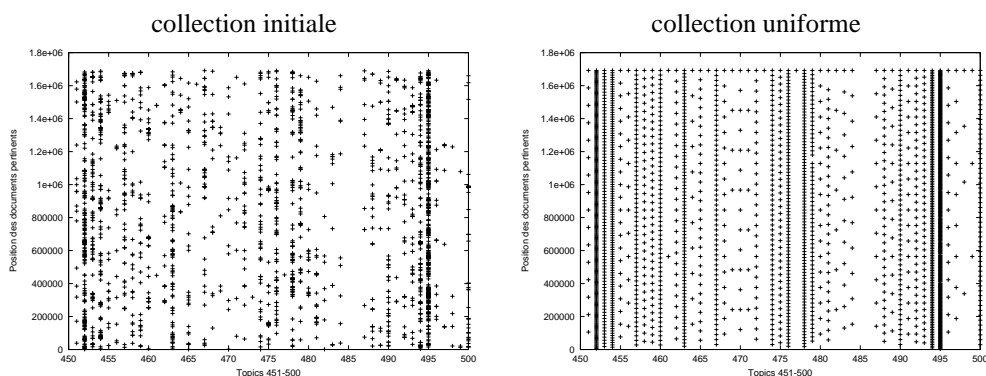 collection initiale
1.8e+06
1.6e+06
1.4e+06
1.2e+06
1e+06
800000
600000
400000
200000
0
Position des documents pertinents
450 455 460 465 470 475 480 485 490 495 500
Topics 451-500
collection uniforme
1.8e+06
1.6e+06
1.4e+06
1.2e+06
1e+06
800000
600000
400000
200000
0
Position des documents pertinents
450 455 460 465 470 475 480 485 490 495 500
Topics 451-500